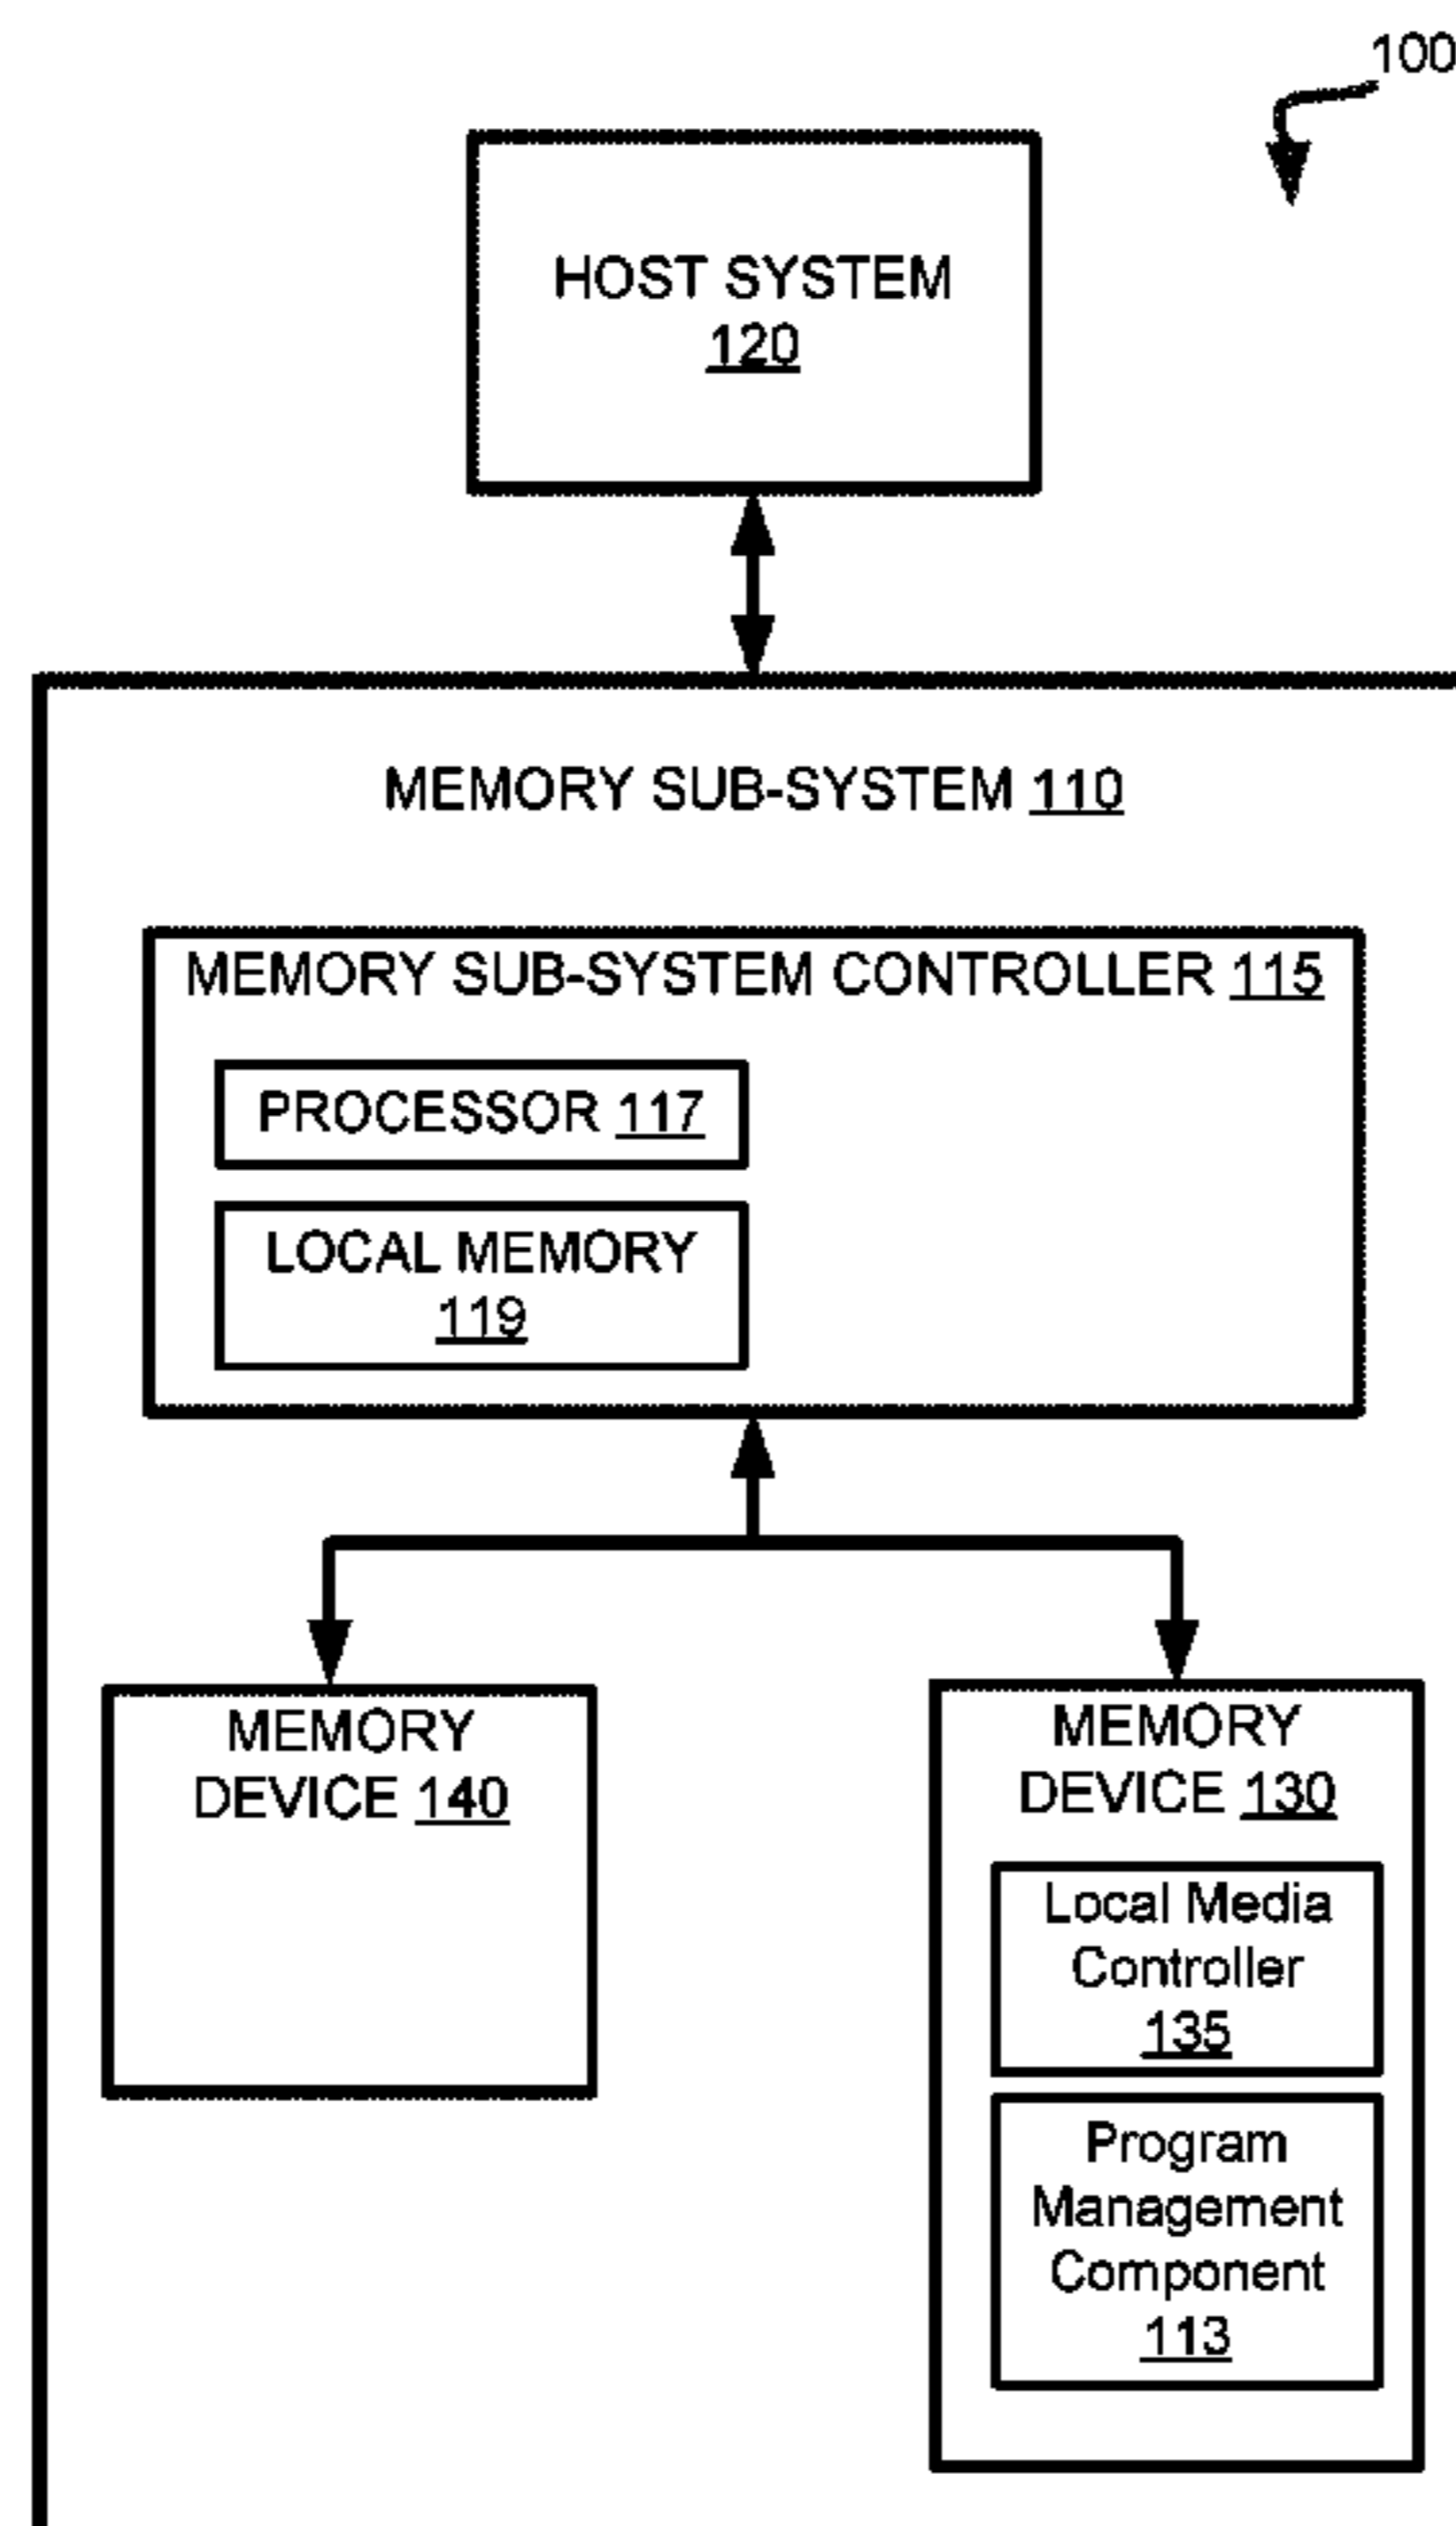 100
HOST SYSTEM
120
MEMORY SUB-SYSTEM 110
MEMORY SUB-SYSTEM CONTROLLER 115
PROCESSOR 117
LOCAL MEMORY
119
MEMORY
DEVICE 140
MEMORY
DEVICE 130
Local Media
Controller
135
Program
Management
Component
113